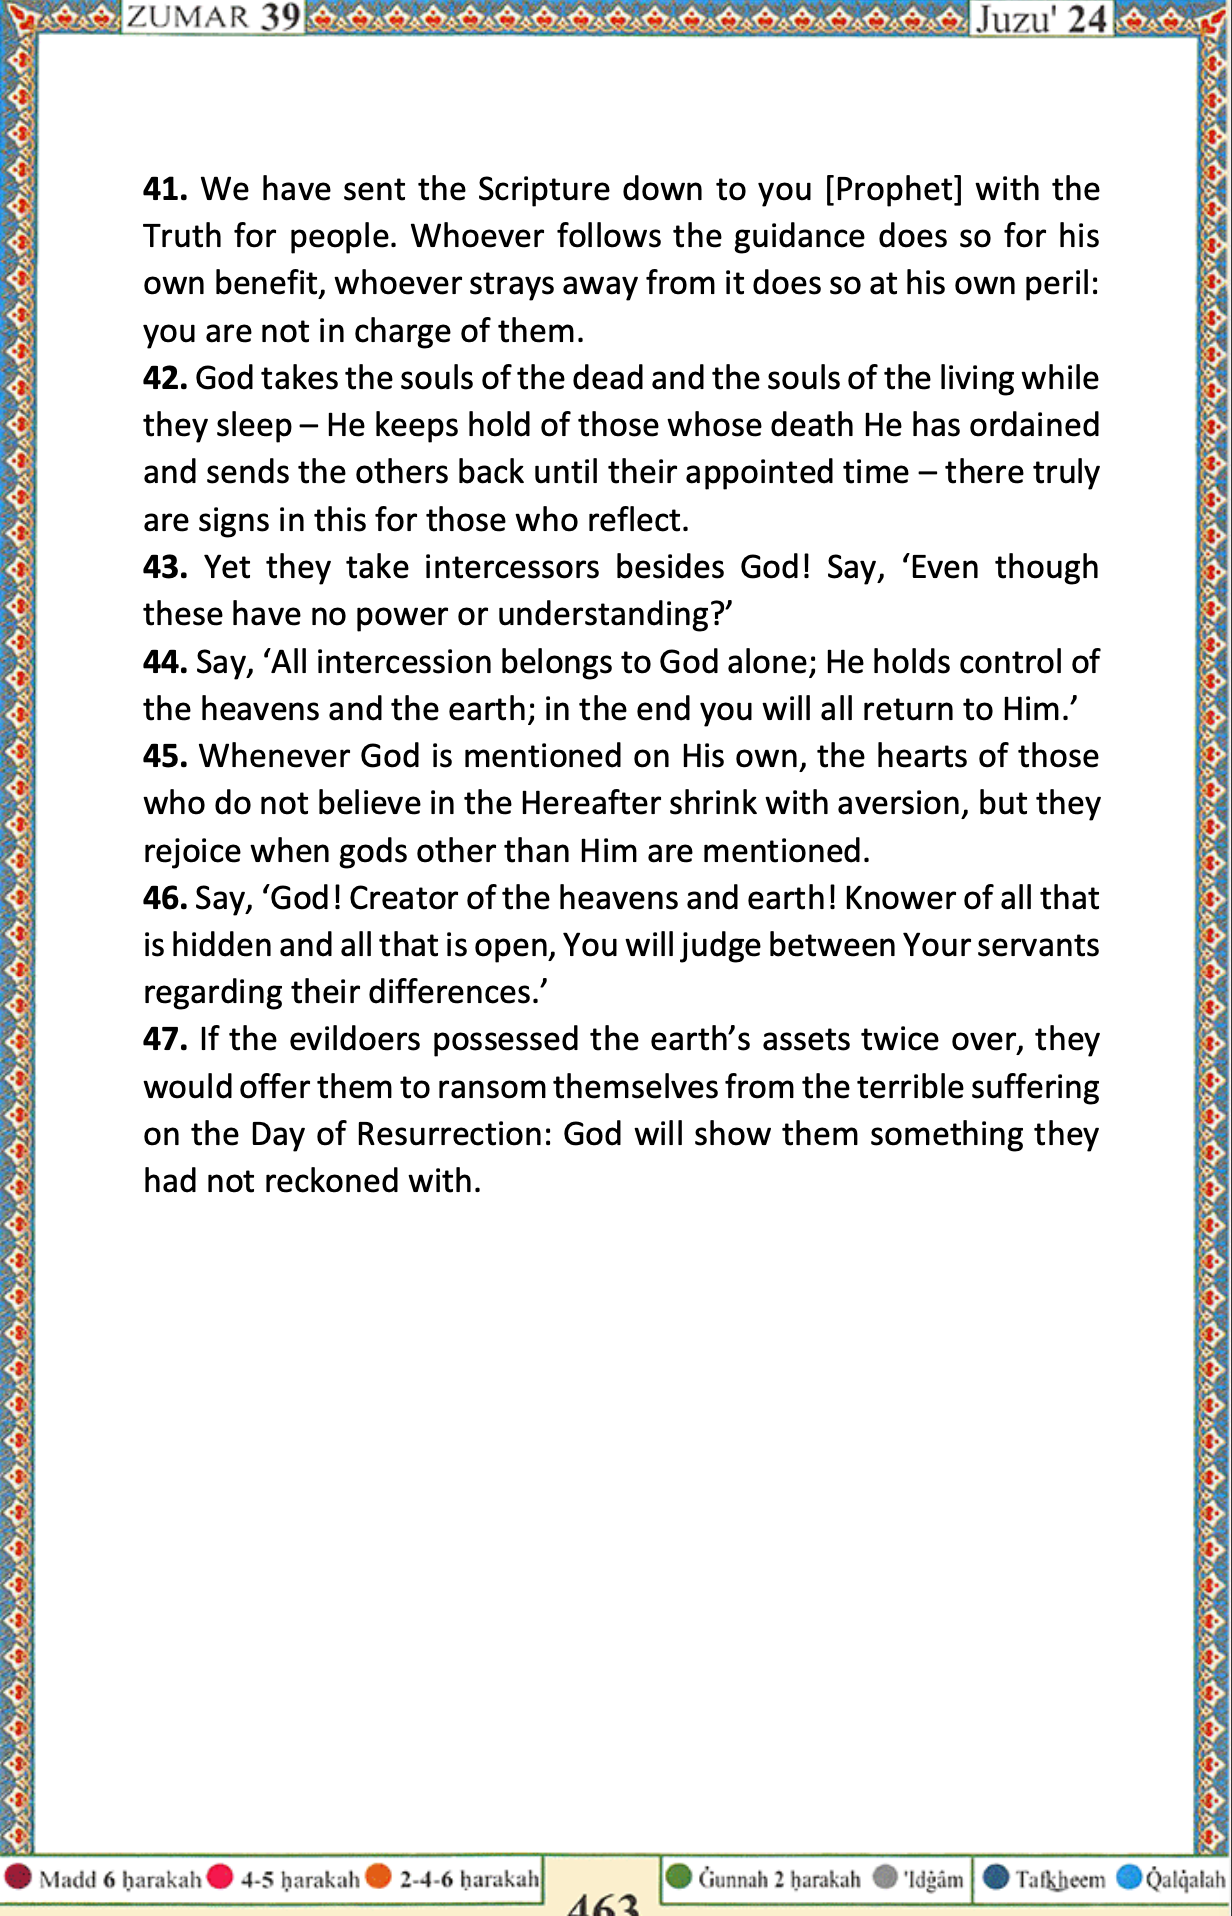 ZUMAR 39 Juzu' 24
41. We have sent the Scripture down to you [Prophet] with the
Truth for people. Whoever follows the guidance does so for his
own benefit, whoever strays away from it does so at his own peril:
you are not in charge of them.
42. God takes the souls of the dead and the souls of the living while
they sleep – He keeps hold of those whose death He has ordained
and sends the others back until their appointed time – there truly
are signs in this for those who reflect.
43. Yet they take intercessors besides God! Say, ‘Even though
these have no power or understanding?’
44. Say, ‘All intercession belongs to God alone; He holds control of
the heavens and the earth; in the end you will all return to Him.’
45. Whenever God is mentioned on His own, the hearts of those
who do not believe in the Hereafter shrink with aversion, but they
rejoice when gods other than Him are mentioned.
46. Say, ‘God! Creator of the heavens and earth! Knower of all that
is hidden and all that is open, You will judge between Your servants
regarding their differences.’
47. If the evildoers possessed the earth’s assets twice over, they
would offer them to ransom themselves from the terrible suffering
on the Day of Resurrection: God will show them something they
had not reckoned with.
Madd 6 ḥarakah 4-5 ḥarakah 2-4-6 ḥarakah Ġunnah 2 ḥarakah 'Idġâm Tafkheem Q̇alq̇alah
463